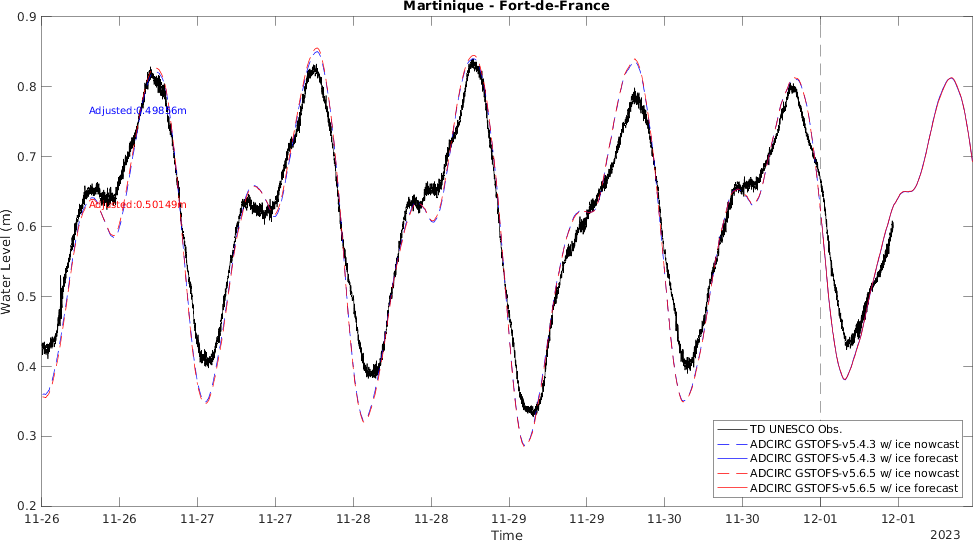 Martinique - Fort-de-France
0.9
0.8
0.7
0.6
0.5
0.4
0.3
0.2
Water Level (m)
Adjusted:0.49856m
Adjusted:0.50149m
TD UNESCO Obs.
ADCIRC GSTOFS-v5.4.3 w/ ice nowcast
ADCIRC GSTOFS-v5.4.3 w/ ice forecast
ADCIRC GSTOFS-v5.6.5 w/ ice nowcast
ADCIRC GSTOFS-v5.6.5 w/ ice forecast
11-26 11-26 11-27 11-27 11-28 11-28 11-29 11-29 11-30 11-30 12-01 12-01
Time
2023